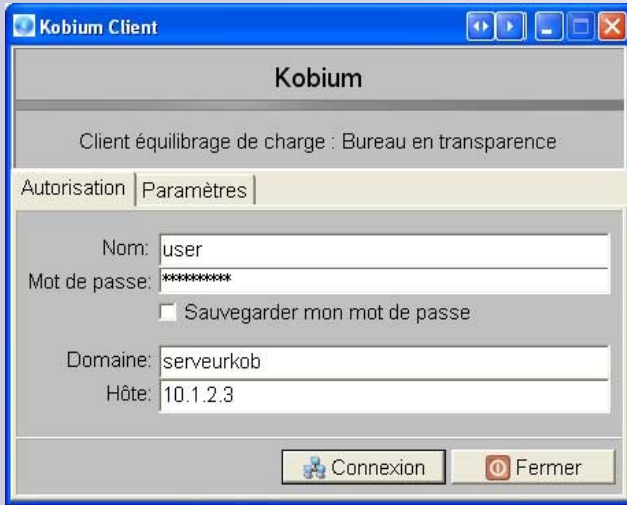 Kobium Client
Kobium
Client équilibrage de charge : Bureau en transparence
Autorisation Paramètres
Nom: user
Mot de passe: **********
Sauvegarder mon mot de passe
Domaine: serveurkob
Hôte: 10.1.2.3
Connexion Fermer